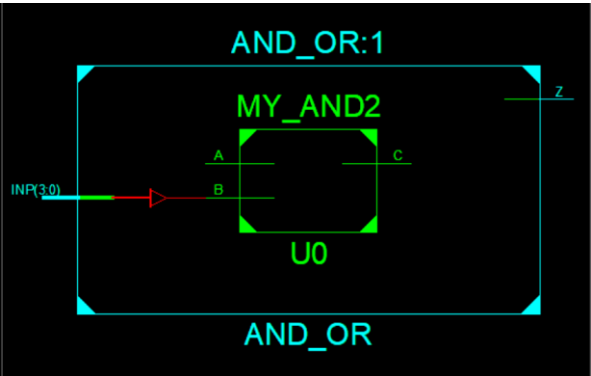 AND_OR:1
Z
MY_AND2
A
C
INP(3:0)
B
U0
AND_OR